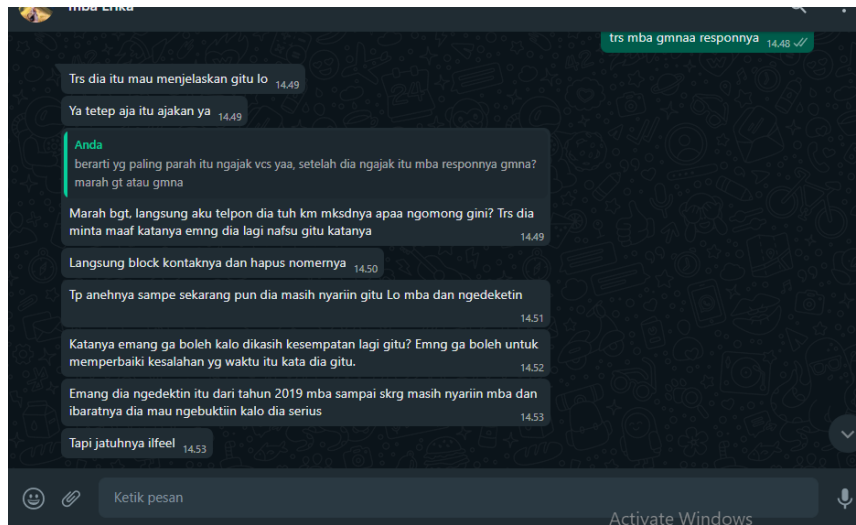 mba Erika
trs mba gmnaa responnya 14.48
Trs dia itu mau menjelaskan gitu lo 14.49
Ya tetep aja itu ajakan ya 14.49
Anda
berarti yg paling parah itu ngajak vcs yaa, setelah dia ngajak itu mba responnya gmna?
marah gt atau gmna
Marah bgt, langsung aku telpon dia tuh km mksdnya apaa ngomong gini? Trs dia
minta maaf katanya emng dia lagi nafsu gitu katanya 14.49
Langsung block kontaknya dan hapus nomernya 14.50
Tp anehnya sampe sekarang pun dia masih nyariin gitu Lo mba dan ngedeketin
14.51
Katanya emang ga boleh kalo dikasih kesempatan lagi gitu? Emng ga boleh untuk
memperbaiki kesalahan yg waktu itu kata dia gitu. 14.52
Emang dia ngedektin itu dari tahun 2019 mba sampai skrg masih nyariin mba dan
ibaratnya dia mau ngebuktiin kalo dia serius 14.53
Tapi jatuhnya ilfeel 14.53
Ketik pesan
Activate Windows